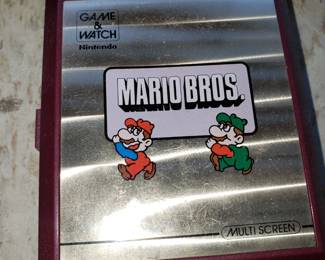 GAME
&
WATCH
Nintendo
MARIO BROS.
MULTI SCREEN